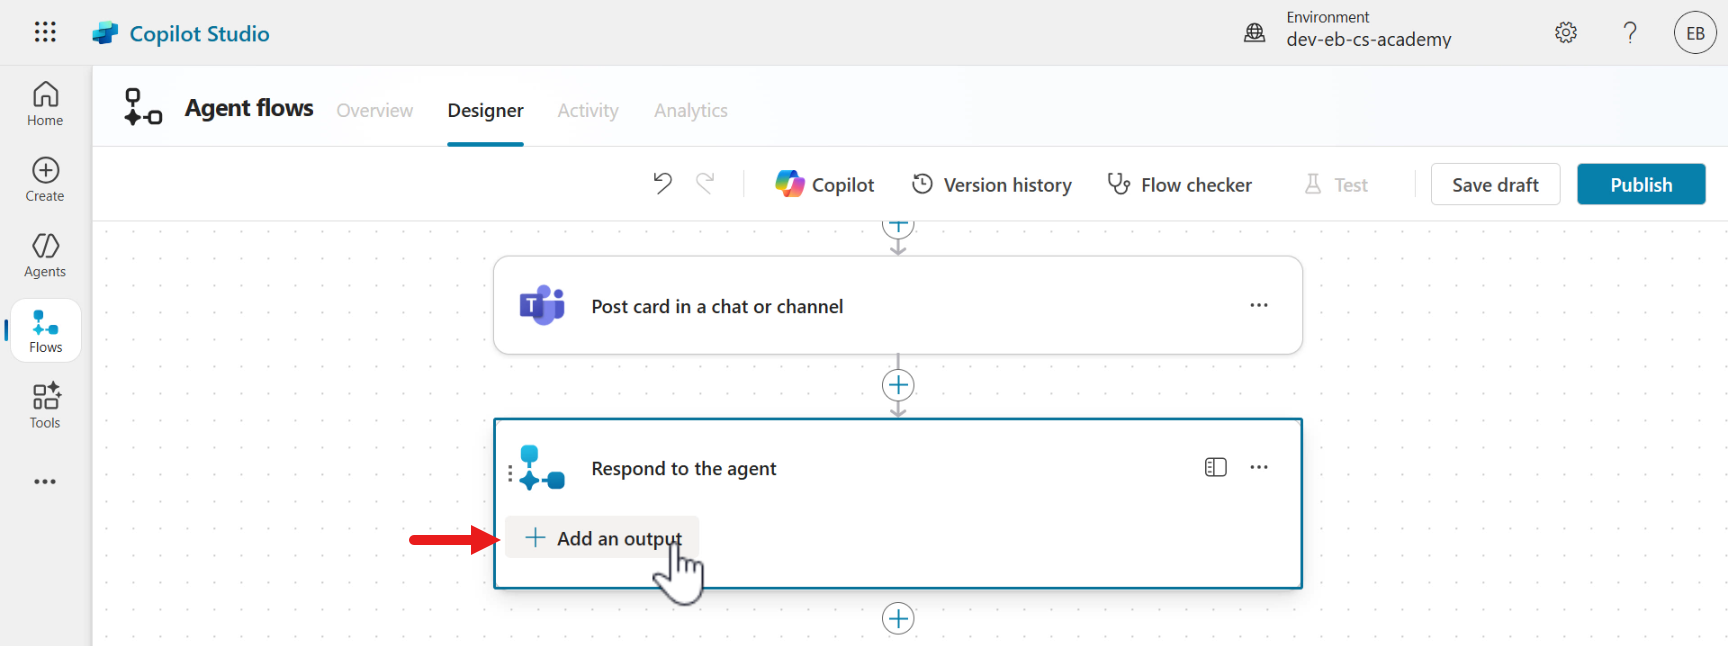 Copilot Studio
Environment
dev-eb-cs-academy
?
EB
Home
Create
Agents
Flows
Tools
Agent flows
Overview
Designer
Activity
Analytics
Copilot
Version history
Flow checker
Test
Save draft
Publish
T
Post card in a chat or channel
Respond to the agent
Add an output